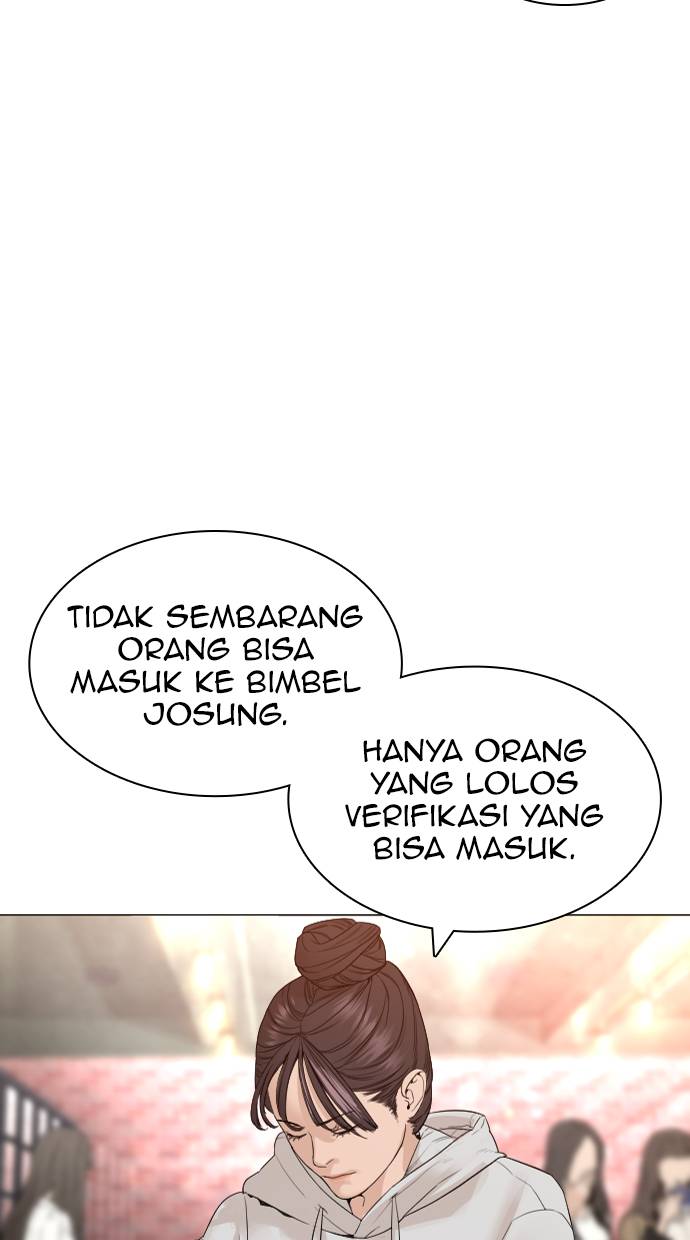 TIDAK SEMBARANG
ORANG BISA
MASUK KE BIMBEL
JOSUNG.
HANYA ORANG
YANG LOLOS
VERIFIKASI YANG
BISA MASUK.